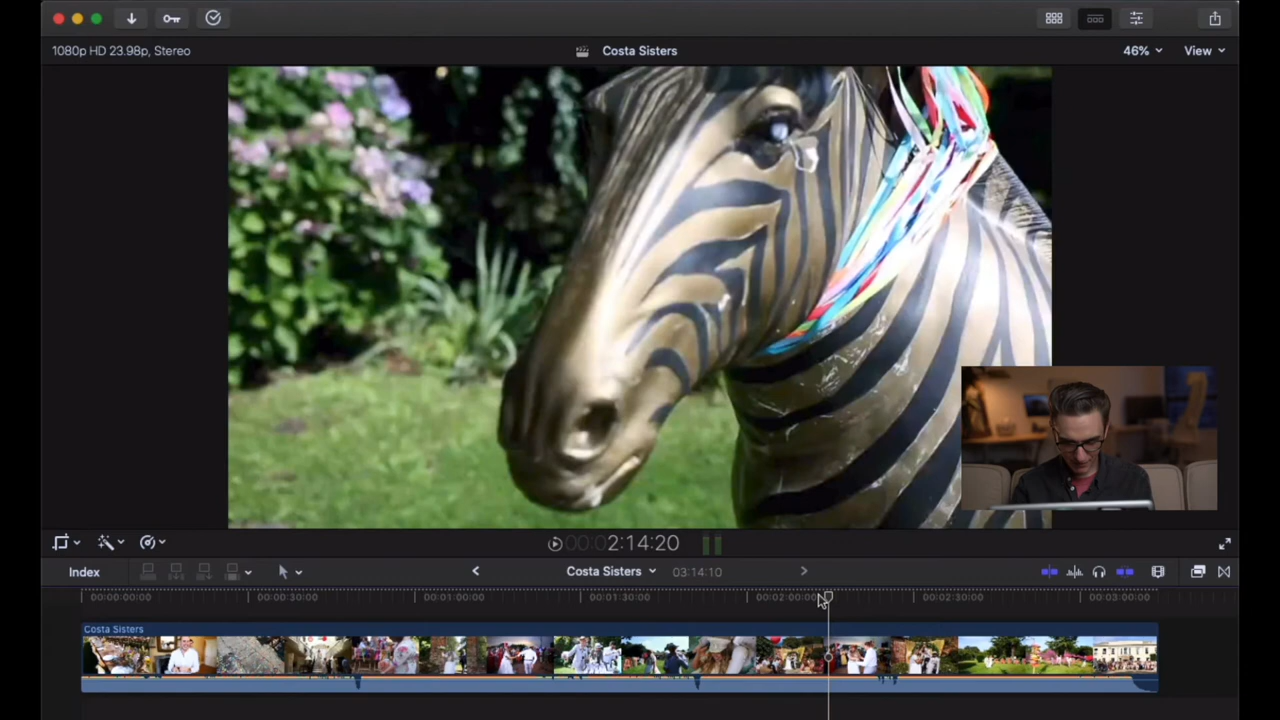 1080p HD 23.98p, Stereo
Costa Sisters
46%
View
00:02:14:20
Index
Costa Sisters
03:14:10
00:00:00:00
00:00:30:00
00:01:00:00
00:01:30:00
00:02:00:00
00:02:30:00
00:03:00:00
Costa Sisters